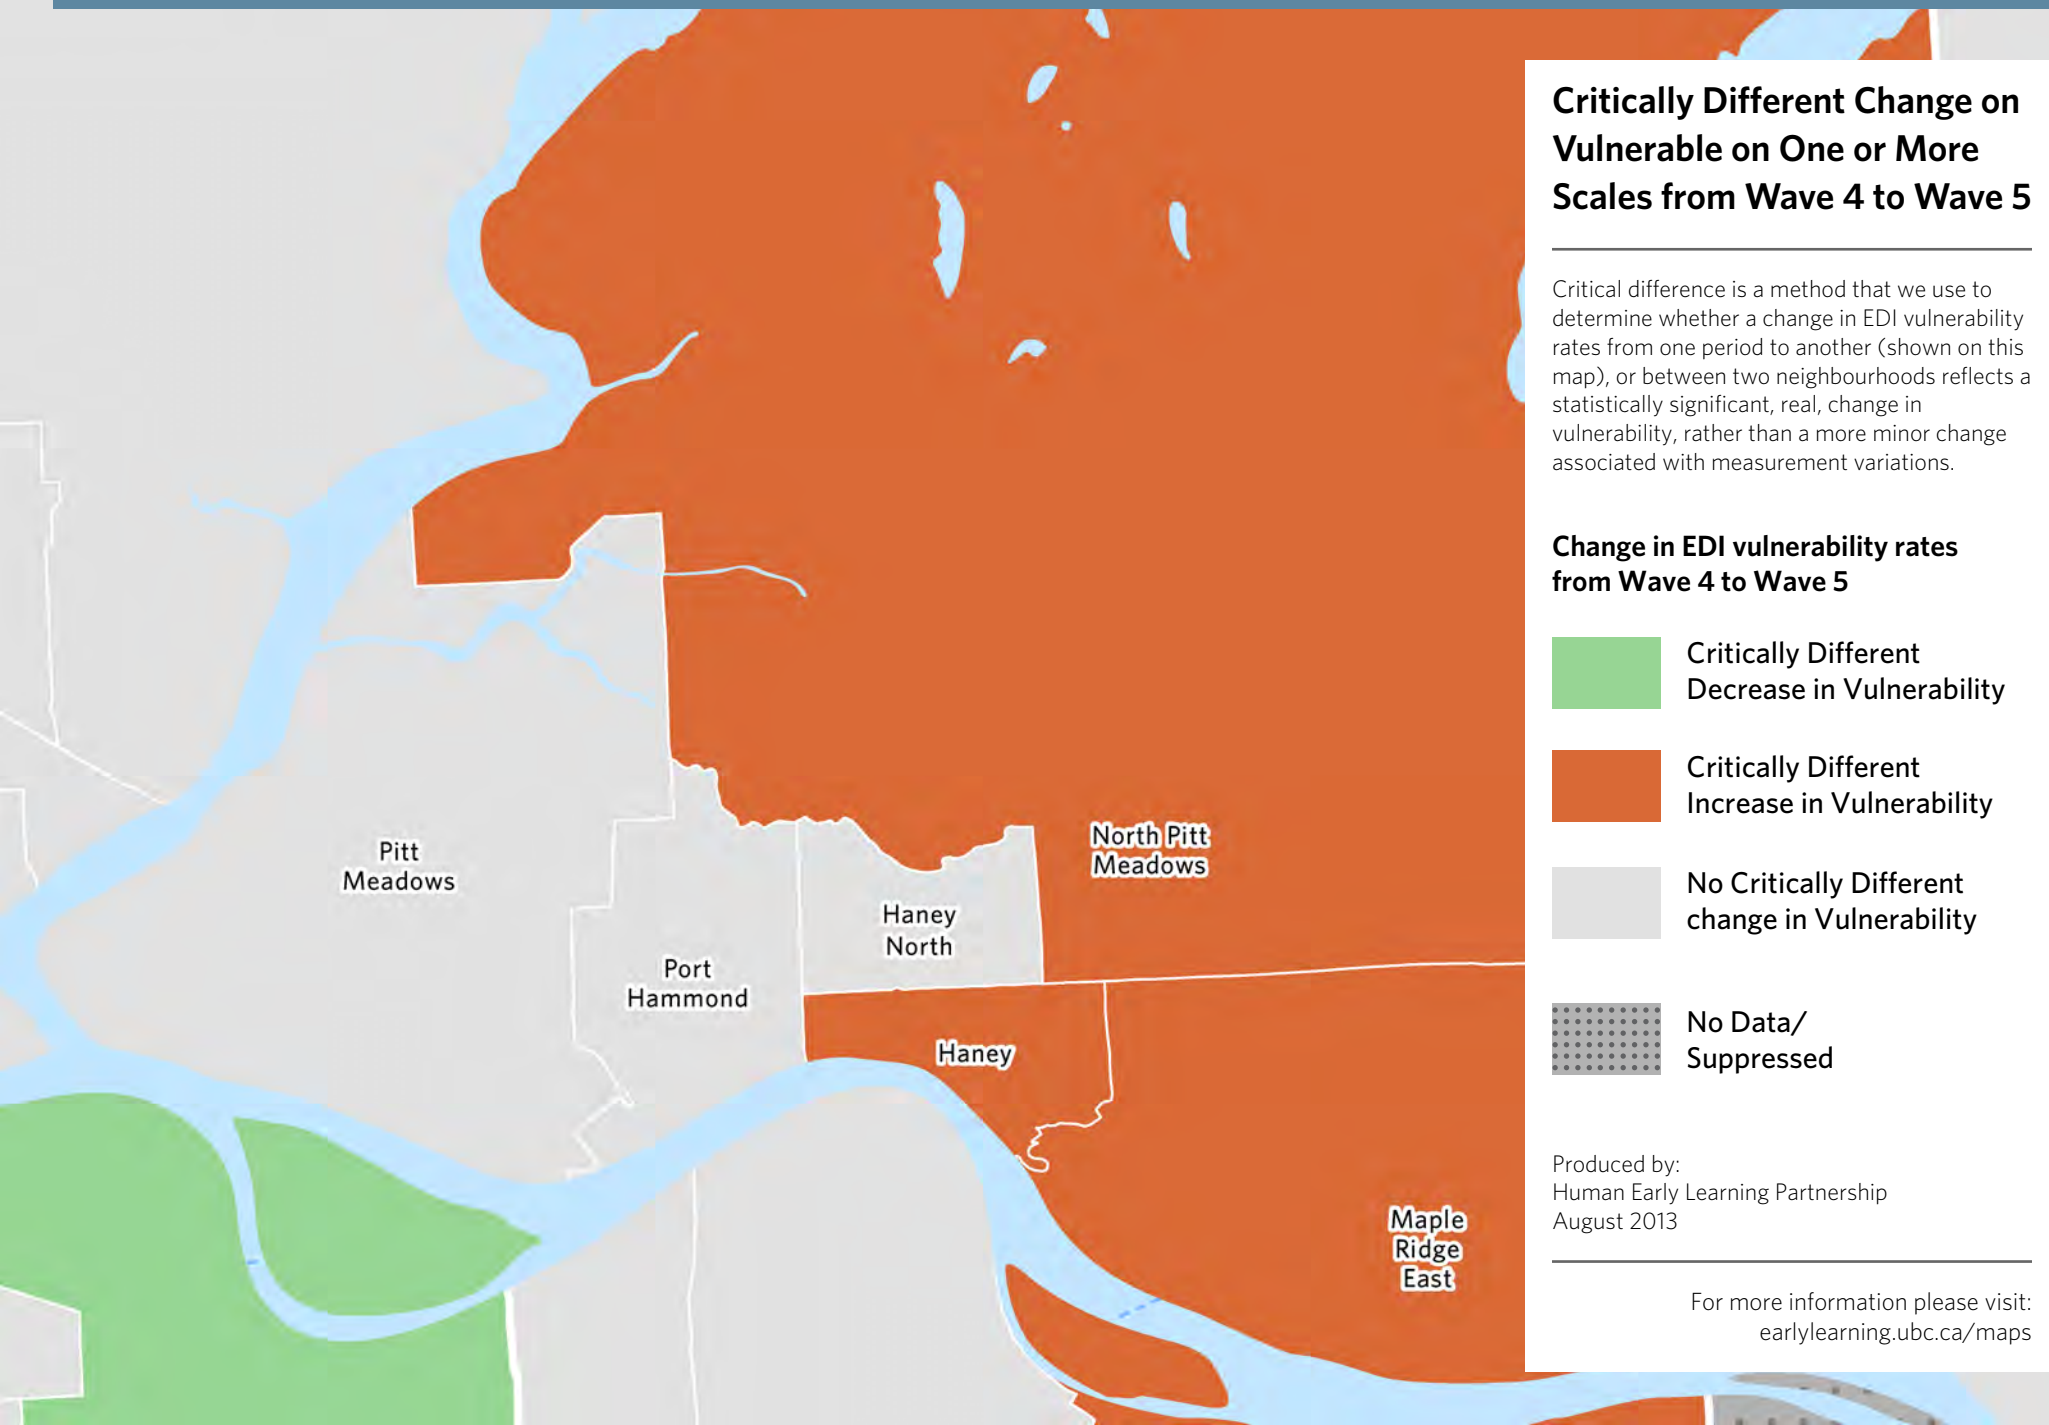 Critically Different Change on
Vulnerable on One or More
Scales from Wave 4 to Wave 5
Critical difference is a method that we use to
determine whether a change in EDI vulnerability
rates from one period to another (shown on this
map), or between two neighbourhoods reflects a
statistically significant, real, change in
vulnerability, rather than a more minor change
associated with measurement variations.
Change in EDI vulnerability rates
from Wave 4 to Wave 5
Critically Different
Decrease in Vulnerability
Critically Different
Increase in Vulnerability
No Critically Different
change in Vulnerability
No Data/
Suppressed
Produced by:
Human Early Learning Partnership
August 2013
For more information please visit:
earlylearning.ubc.ca/maps
Pitt
Meadows
North Pitt
Meadows
Haney
North
Port
Hammond
Haney
Maple
Ridge
East